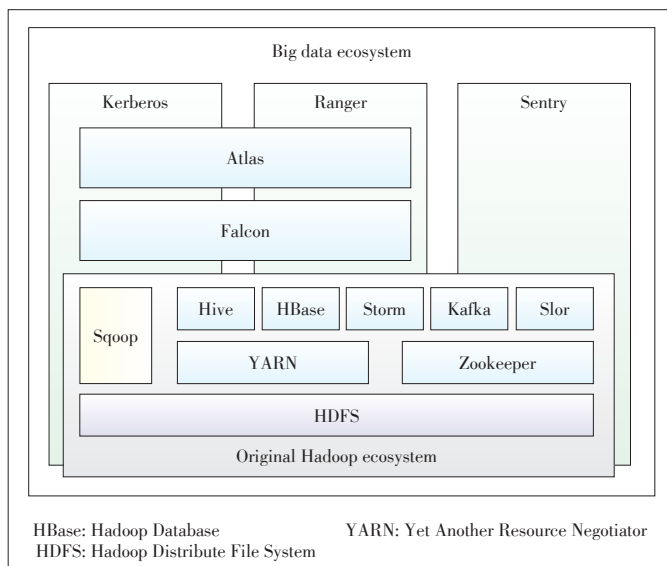 Big data ecosystem
Kerberos Ranger Sentry
Atlas
Falcon
Sqoop Hive HBase Storm Kafka Slor
YARN Zookeeper
HDFS
Original Hadoop ecosystem
HBase: Hadoop Database YARN: Yet Another Resource Negotiator
HDFS: Hadoop Distribute File System